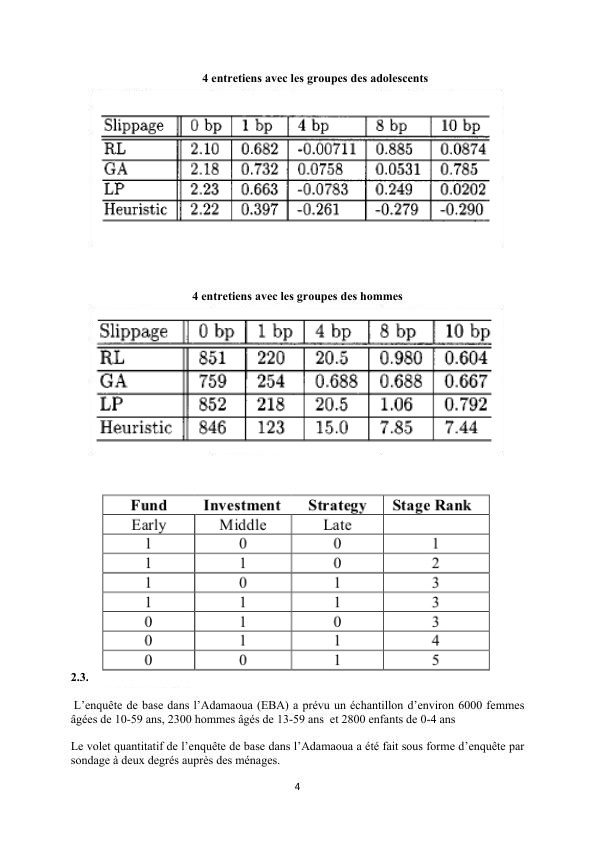 4 entretiens avec les groupes des adolescents
Slippage 0 bp 1 bp 4 bp 8 bp 10 bp
RL 2.10 0.682 -0.00711 0.885 0.0874
GA 2.18 0.732 0.0758 0.0531 0.785
LP 2.23 0.663 -0.0783 0.249 0.0202
Heuristic 2.22 0.397 -0.261 -0.279 -0.290
4 entretiens avec les groupes des hommes
Slippage 0 bp 1 bp 4 bp 8 bp 10 bp
RL 851 220 20.5 0.980 0.604
GA 759 254 0.688 0.688 0.667
LP 852 218 20.5 1.06 0.792
Heuristic 846 123 15.0 7.85 7.44
Fund Investment Strategy Stage Rank
Early Middle Late
1 0 0 1
1 1 0 2
1 0 1 3
1 1 1 3
0 1 0 3
0 1 1 4
0 0 1 5
2.3.
L’enquête de base dans l’Adamaoua (EBA) a prévu un échantillon d’environ 6000 femmes
âgées de 10-59 ans, 2300 hommes âgés de 13-59 ans et 2800 enfants de 0-4 ans
Le volet quantitatif de l’enquête de base dans l’Adamaoua a été fait sous forme d’enquête par
sondage à deux degrés auprès des ménages.
4